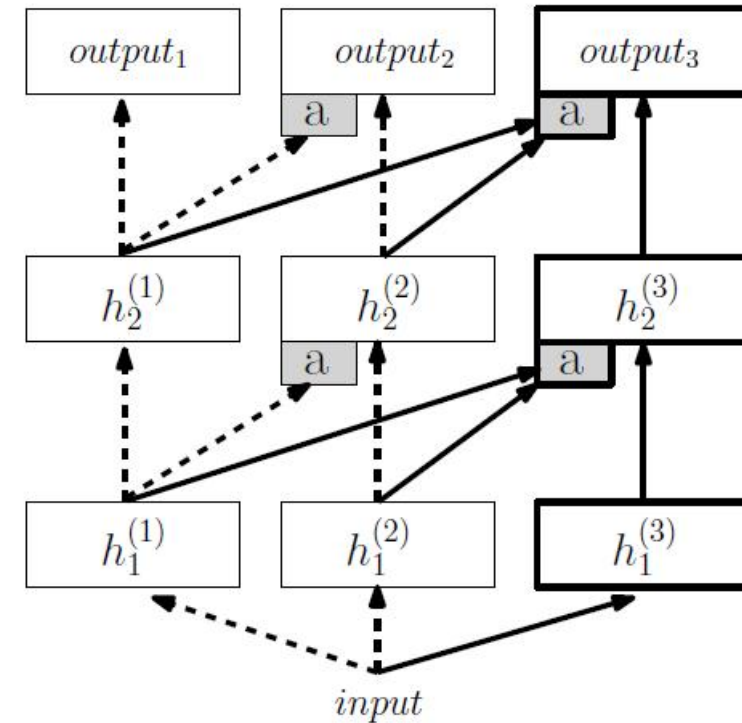 output₁ output₂ output₃
a a
h₂⁽¹⁾ h₂⁽²⁾ h₂⁽³⁾
a a
h₁⁽¹⁾ h₁⁽²⁾ h₁⁽³⁾
input